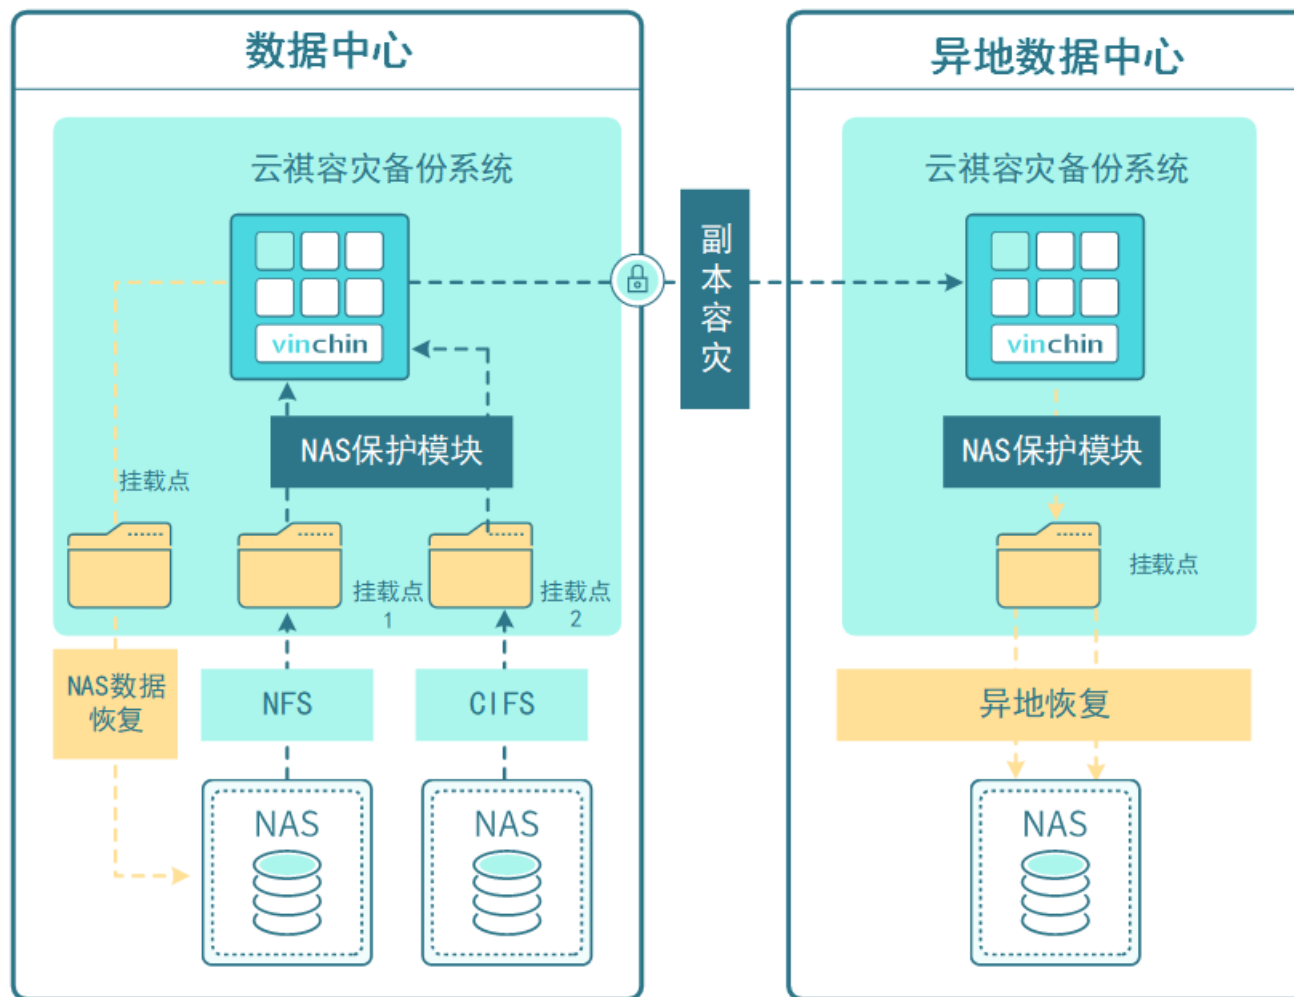 数据中心
云祺容灾备份系统
vinchin
NAS保护模块
挂载点
挂载点
1
挂载点
2
NAS数据
恢复
NFS
CIFS
NAS
NAS
副
本
容
灾
异地数据中心
云祺容灾备份系统
vinchin
NAS保护模块
挂载点
异地恢复
NAS